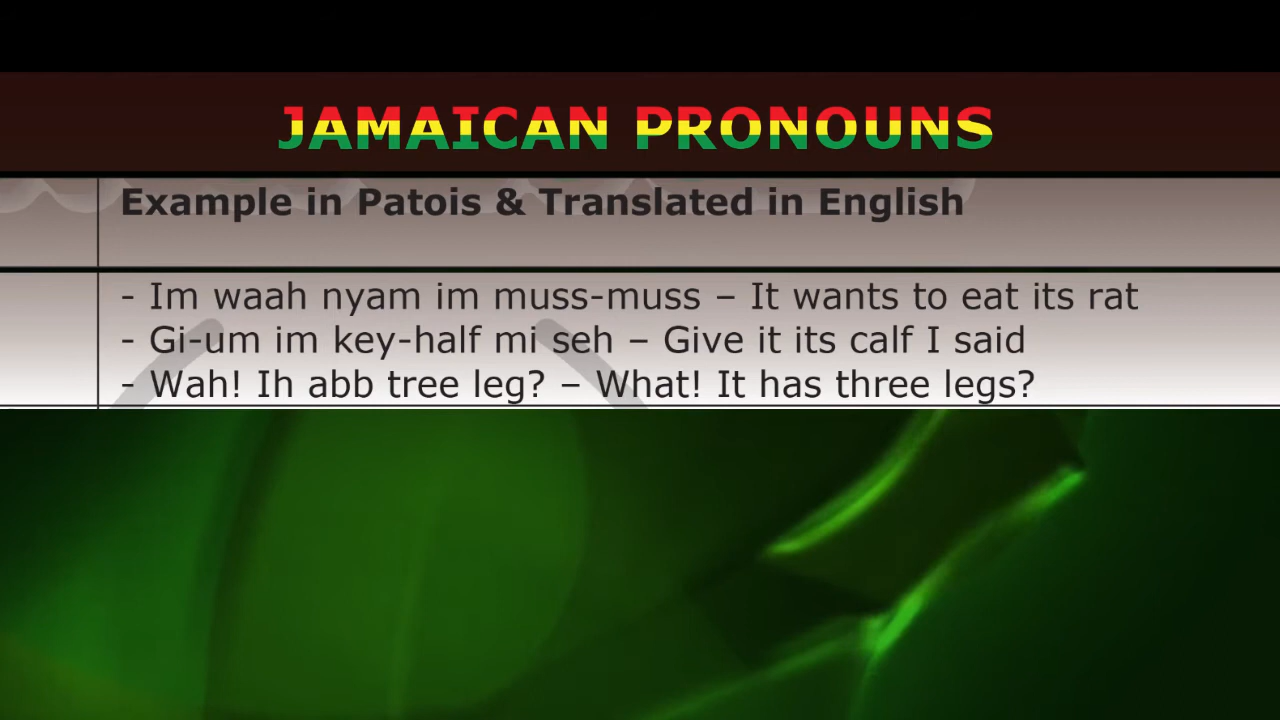 JAMAICAN PRONOUNS
Example in Patois & Translated in English
- Im waah nyam im muss-muss – It wants to eat its rat
- Gi-um im key-half mi seh – Give it its calf I said
- Wah! Ih abb tree leg? – What! It has three legs?